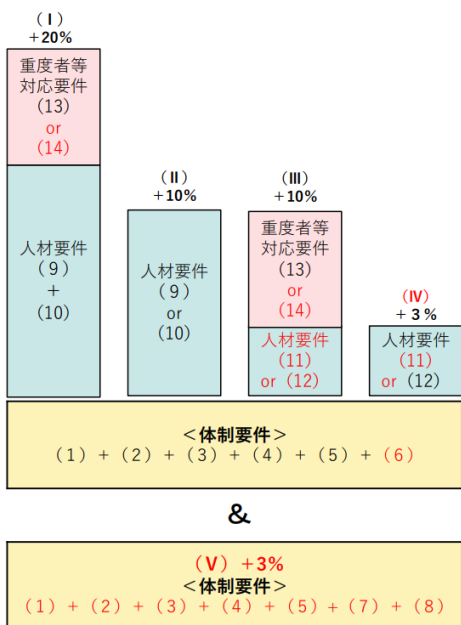 (Ⅰ)
+20%
重度者等
対応要件
(13)
or
(14)
人材要件
(9)
+
(10)
(Ⅱ)
+10%
人材要件
(9)
or
(10)
(Ⅲ)
+10%
重度者等
対応要件
(13)
or
(14)
人材要件
(11)
or (12)
(Ⅳ)
+3%
人材要件
(11)
or (12)
<体制要件>
(1) + (2) + (3) + (4) + (5) + (6)
&
(Ⅴ) +3%
<体制要件>
(1) + (2) + (3) + (4) + (5) + (7) + (8)